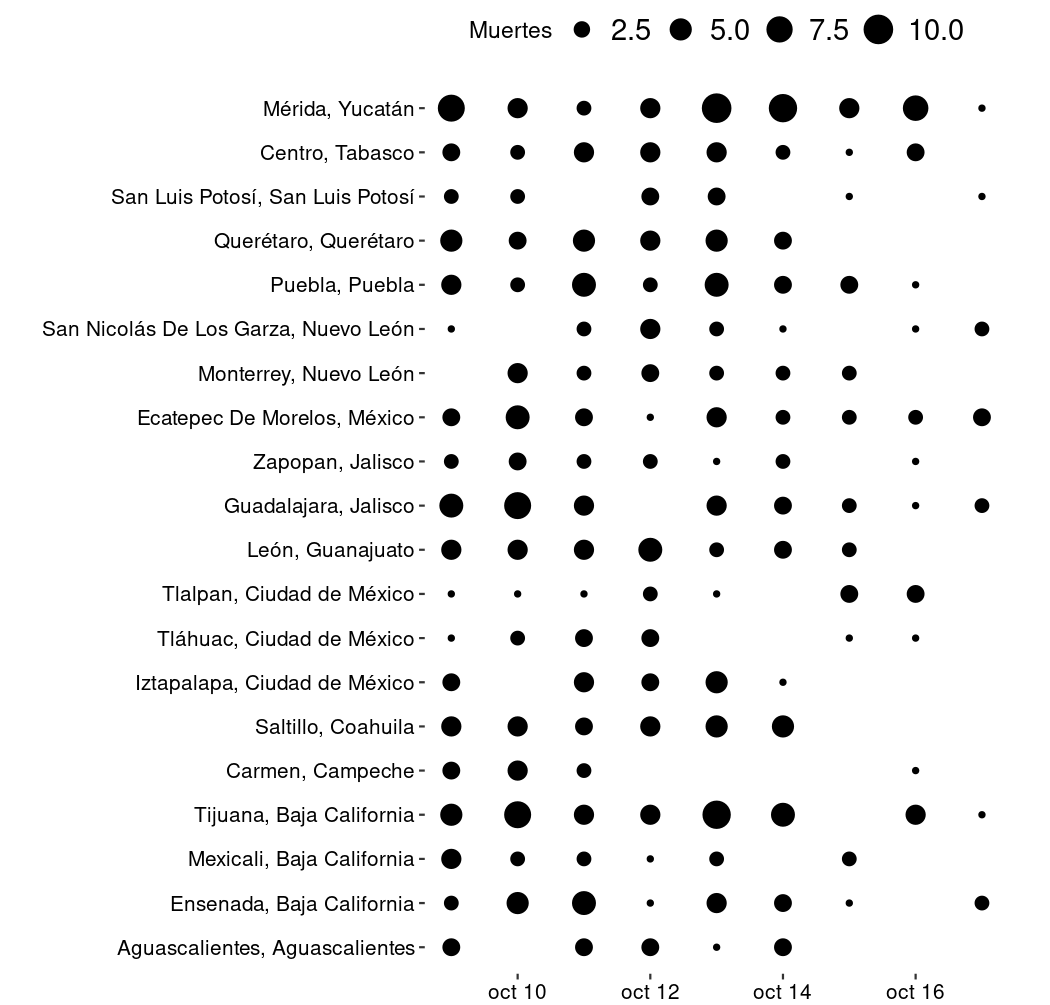 Muertes 2.5 5.0 7.5 10.0
Mérida, Yucatán
Centro, Tabasco
San Luis Potosí, San Luis Potosí
Querétaro, Querétaro
Puebla, Puebla
San Nicolás De Los Garza, Nuevo León
Monterrey, Nuevo León
Ecatepec De Morelos, México
Zapopan, Jalisco
Guadalajara, Jalisco
León, Guanajuato
Tlalpan, Ciudad de México
Tláhuac, Ciudad de México
Iztapalapa, Ciudad de México
Saltillo, Coahuila
Carmen, Campeche
Tijuana, Baja California
Mexicali, Baja California
Ensenada, Baja California
Aguascalientes, Aguascalientes
oct 10 oct 12 oct 14 oct 16